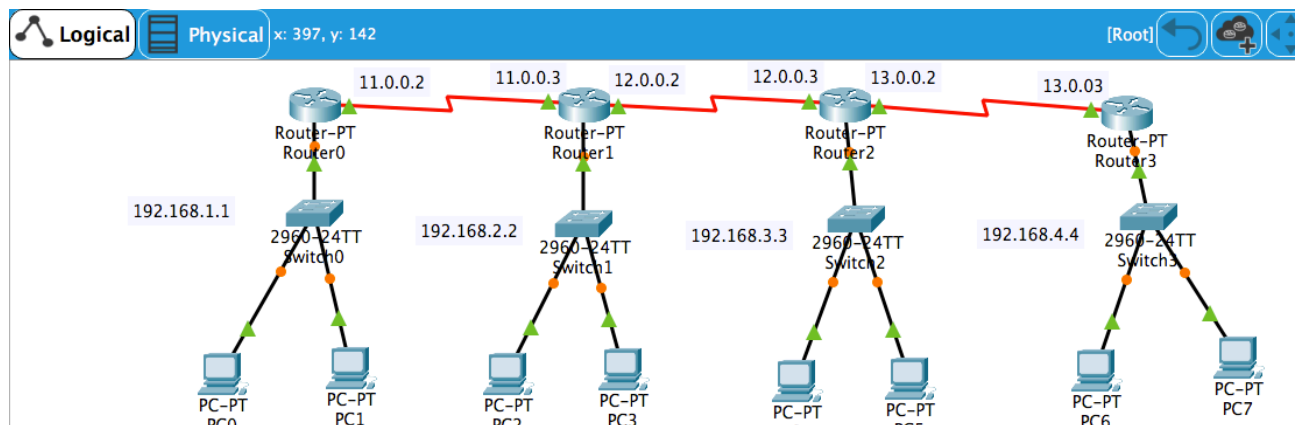 Logical
Physical
x: 397, y: 142
[Root]
11.0.0.2
11.0.0.3
12.0.0.2
12.0.0.3
13.0.0.2
13.0.03
Router-PT
Router0
Router-PT
Router1
Router-PT
Router2
Router-PT
Router3
192.168.1.1
192.168.2.2
192.168.3.3
192.168.4.4
2960-24TT
Switch0
2960-24TT
Switch1
2960-24TT
Switch2
2960-24TT
Switch3
PC-PT
PC0
PC-PT
PC1
PC-PT
PC2
PC-PT
PC3
PC-PT
PC-PT
PC5
PC-PT
PC6
PC-PT
PC7